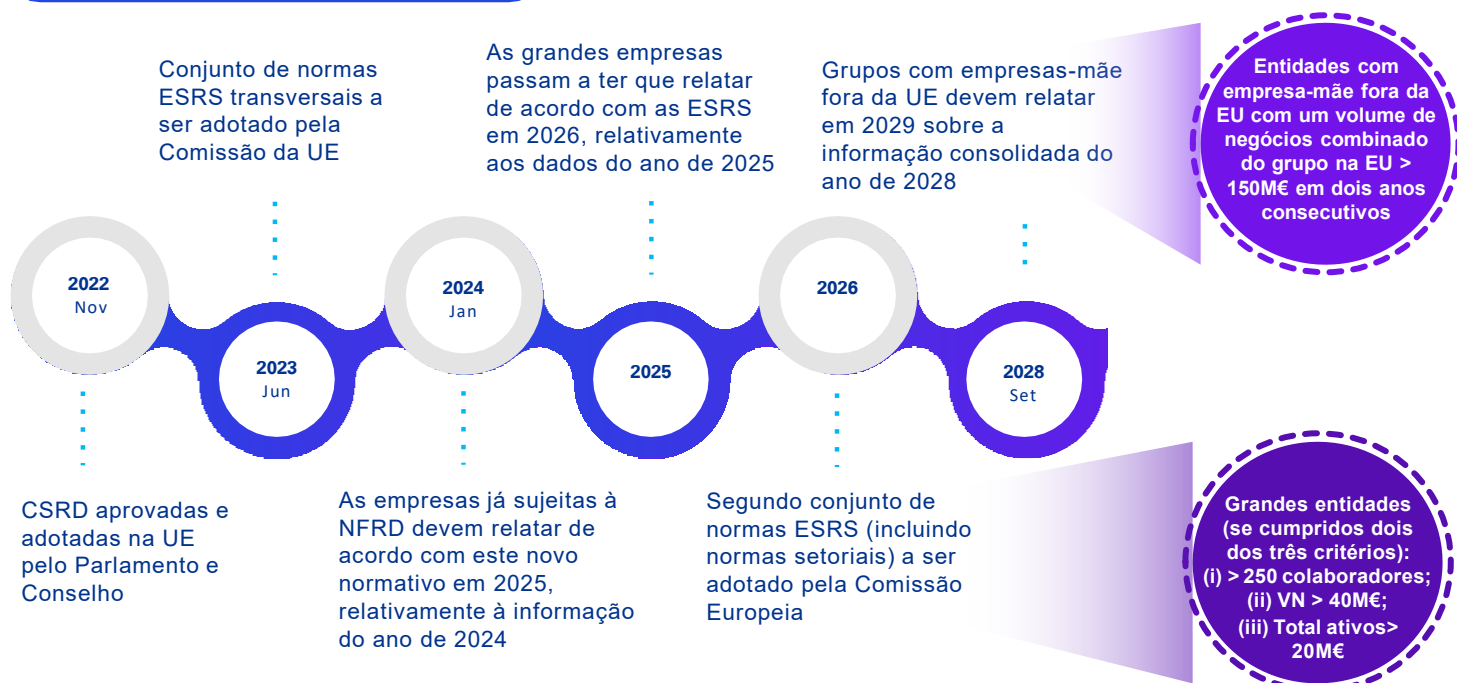 Conjunto de normas
ESRS transversais a
ser adotado pela
Comissão da UE
As grandes empresas
passam a ter que relatar
de acordo com as ESRS
em 2026, relativamente
aos dados do ano de 2025
Grupos com empresas-mãe
fora da UE devem relatar
em 2029 sobre a
informação consolidada do
ano de 2028
Entidades com
empresa-mãe fora da
EU com um volume de
negócios combinado
do grupo na EU >
150M€ em dois anos
consecutivos
2022
Nov
2023
Jun
2024
Jan
2025
2026
2028
Set
CSRD aprovadas e
adotadas na UE
pelo Parlamento e
Conselho
As empresas já sujeitas à
NFRD devem relatar de
acordo com este novo
normativo em 2025,
relativamente à informação
do ano de 2024
Segundo conjunto de
normas ESRS (incluindo
normas setoriais) a ser
adotado pela Comissão
Europeia
Grandes entidades
(se cumpridos dois
dos três critérios):
(i) > 250 colaboradores;
(ii) VN > 40M€;
(iii) Total ativos>
20M€